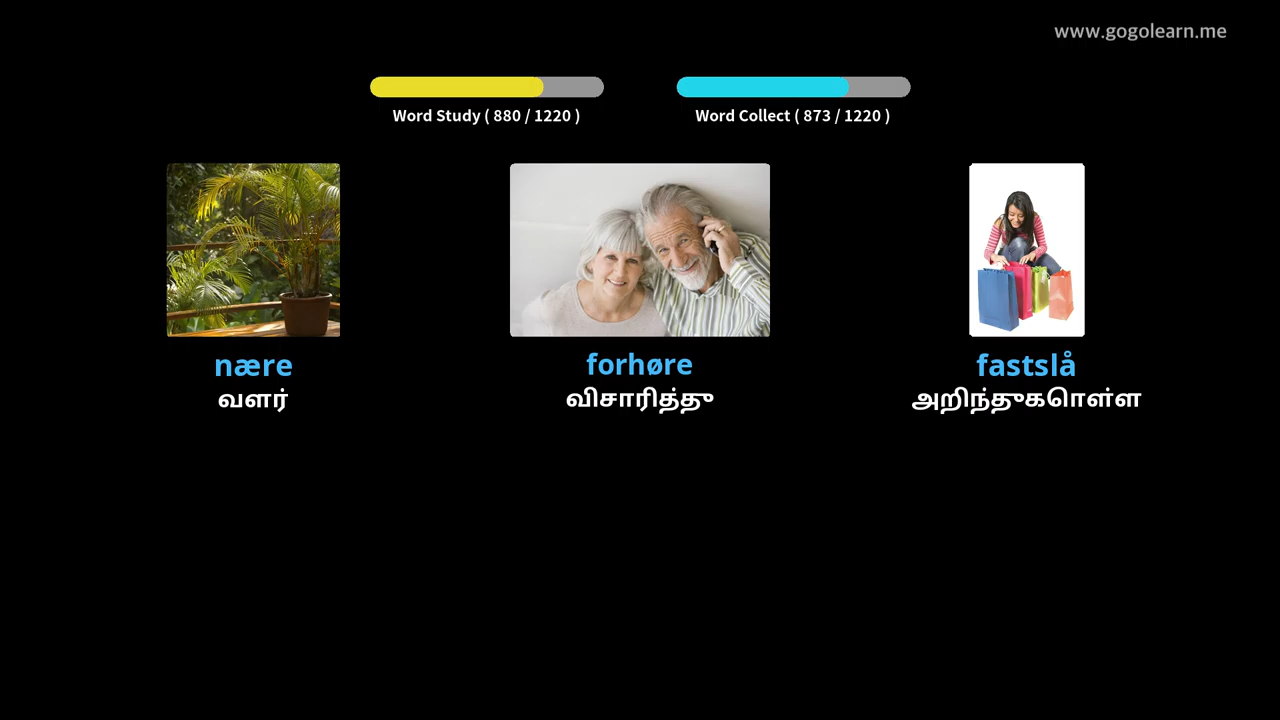 www.gogolearn.me
Word Study ( 880 / 1220 )
Word Collect ( 873 / 1220 )
nære
forhøre
fastslå
வளர்
விசாரித்து
அறிந்துகொள்ள